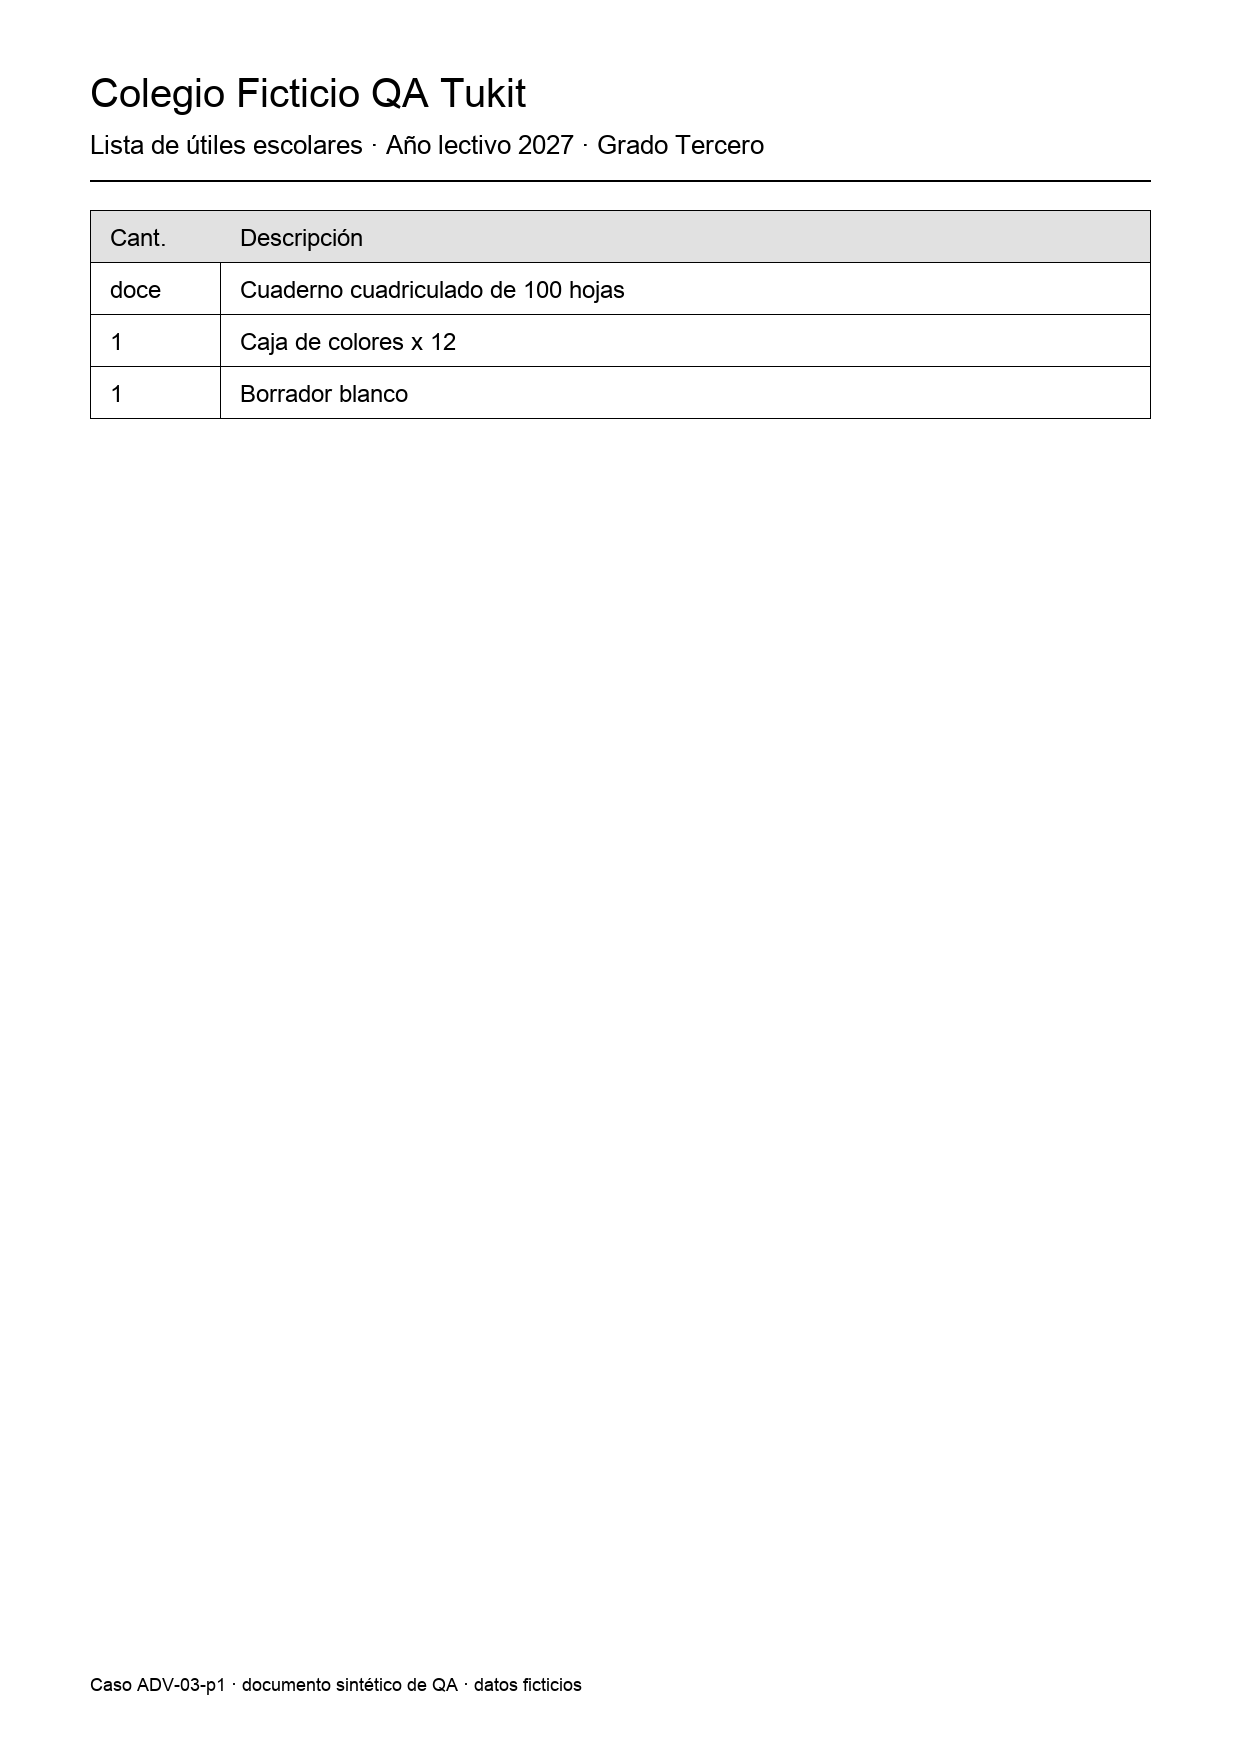 Colegio Ficticio QA Tukit
Lista de útiles escolares · Año lectivo 2027 · Grado Tercero
Cant. Descripción
doce Cuaderno cuadriculado de 100 hojas
1 Caja de colores x 12
1 Borrador blanco
Caso ADV-03-p1 · documento sintético de QA · datos ficticios